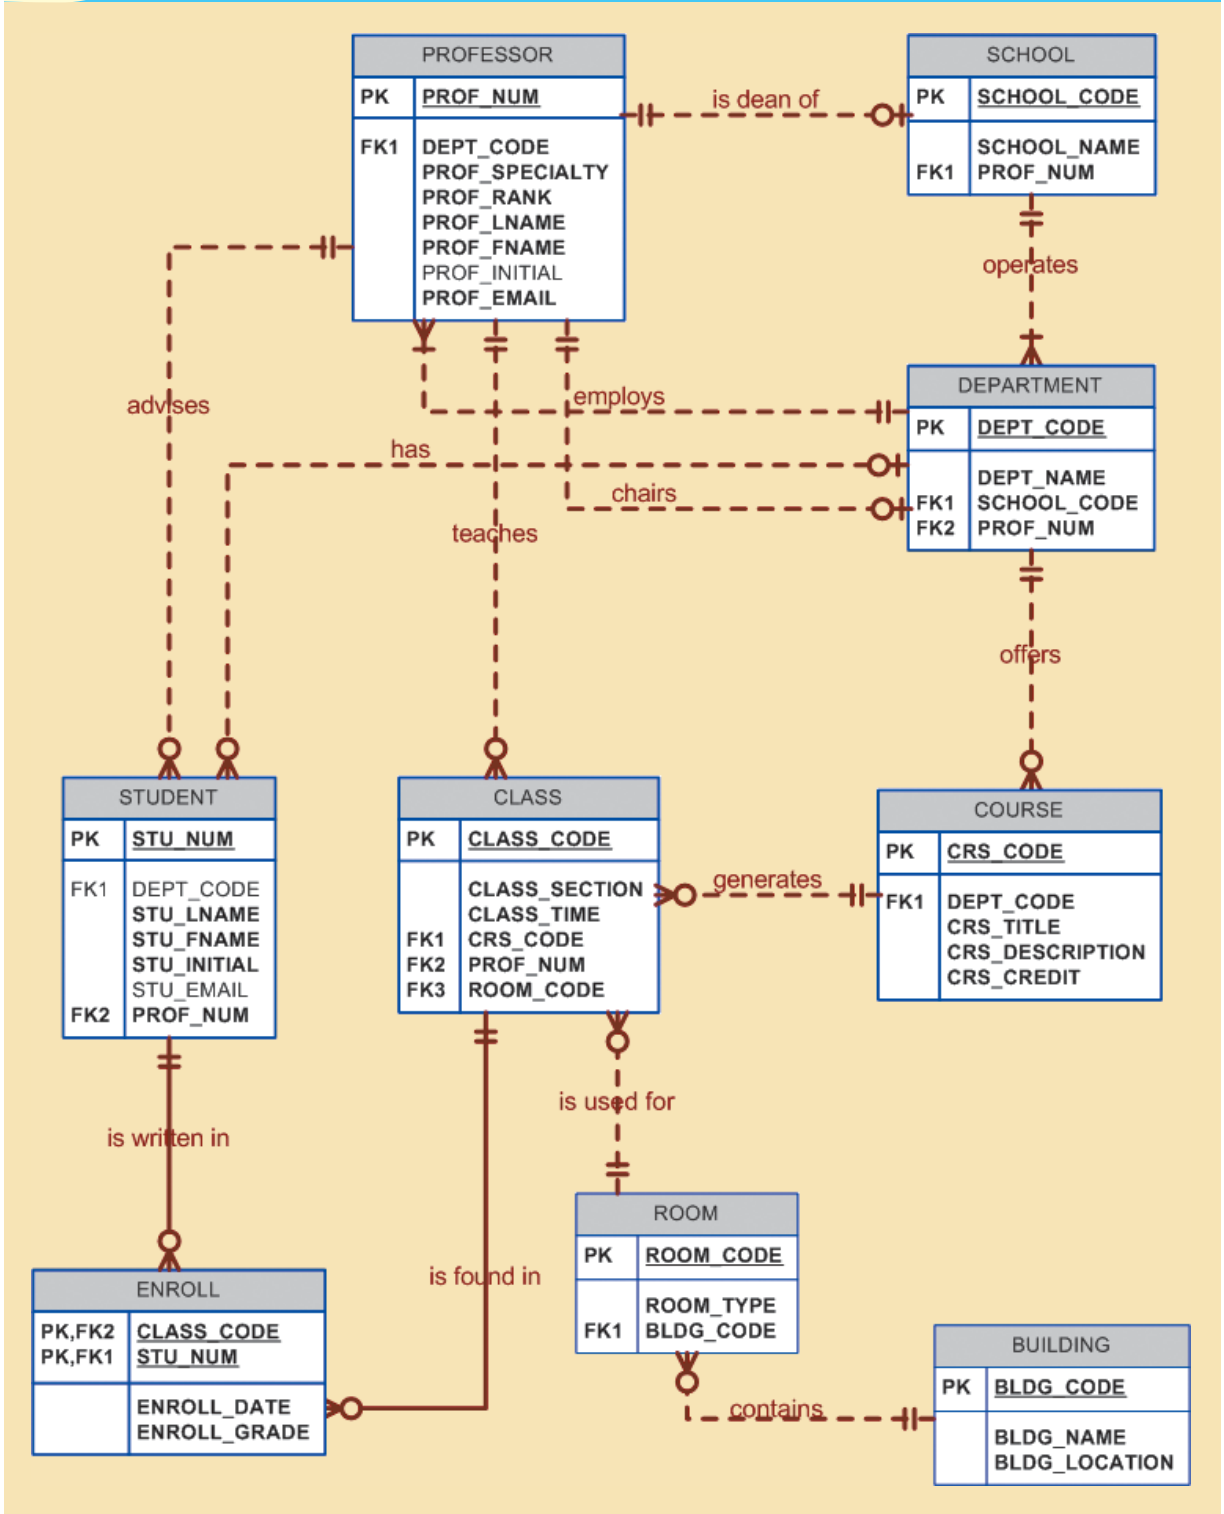 PROFESSOR
PK PROF_NUM
FK1 DEPT_CODE
PROF_SPECIALTY
PROF_RANK
PROF_LNAME
PROF_FNAME
PROF_INITIAL
PROF_EMAIL
is dean of
SCHOOL
PK SCHOOL_CODE
SCHOOL_NAME
FK1 PROF_NUM
operates
advises
employs
has
chairs
teaches
DEPARTMENT
PK DEPT_CODE
DEPT_NAME
FK1 SCHOOL_CODE
FK2 PROF_NUM
offers
STUDENT
PK STU_NUM
FK1 DEPT_CODE
STU_LNAME
STU_FNAME
STU_INITIAL
STU_EMAIL
FK2 PROF_NUM
CLASS
PK CLASS_CODE
CLASS_SECTION
CLASS_TIME
FK1 CRS_CODE
FK2 PROF_NUM
FK3 ROOM_CODE
generates
COURSE
PK CRS_CODE
FK1 DEPT_CODE
CRS_TITLE
CRS_DESCRIPTION
CRS_CREDIT
is written in
is used for
is found in
ROOM
PK ROOM_CODE
ROOM_TYPE
FK1 BLDG_CODE
ENROLL
PK,FK2 CLASS_CODE
PK,FK1 STU_NUM
ENROLL_DATE
ENROLL_GRADE
contains
BUILDING
PK BLDG_CODE
BLDG_NAME
BLDG_LOCATION